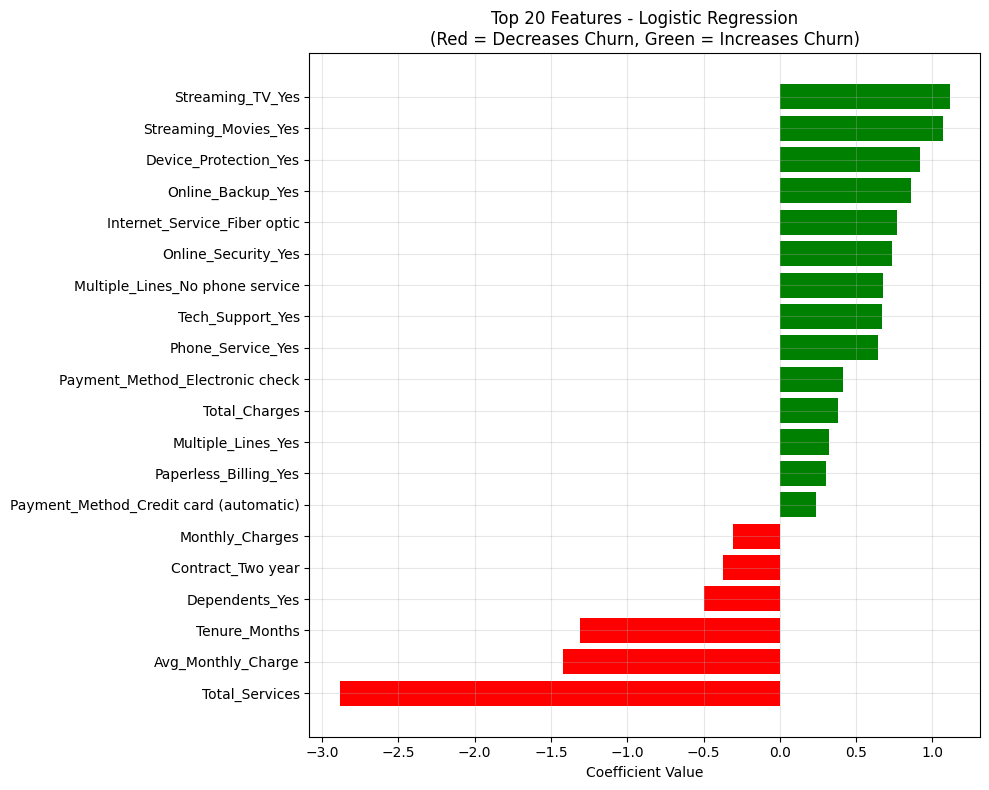 Top 20 Features - Logistic Regression
(Red = Decreases Churn, Green = Increases Churn)
Streaming_TV_Yes
Streaming_Movies_Yes
Device_Protection_Yes
Online_Backup_Yes
Internet_Service_Fiber optic
Online_Security_Yes
Multiple_Lines_No phone service
Tech_Support_Yes
Phone_Service_Yes
Payment_Method_Electronic check
Total_Charges
Multiple_Lines_Yes
Paperless_Billing_Yes
Payment_Method_Credit card (automatic)
Monthly_Charges
Contract_Two year
Dependents_Yes
Tenure_Months
Avg_Monthly_Charge
Total_Services
−3.0 −2.5 −2.0 −1.5 −1.0 −0.5 0.0 0.5 1.0
Coefficient Value